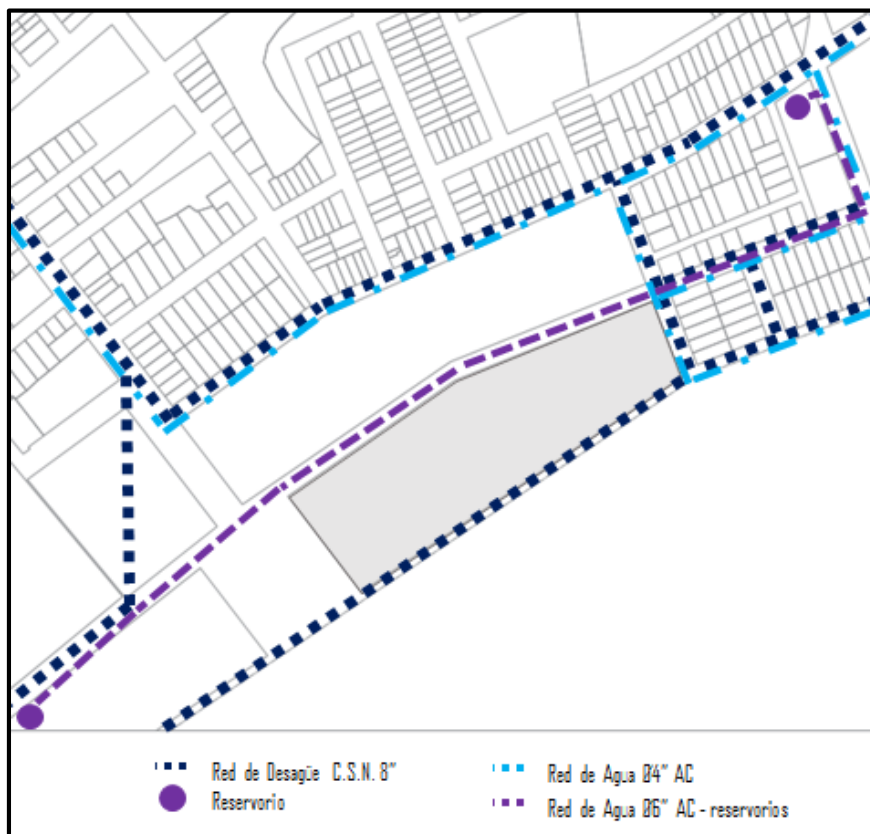 Red de Desagüe C.S.N. 8"
Reservorio
Red de Agua Ø4" AC
Red de Agua Ø6" AC - reservorios